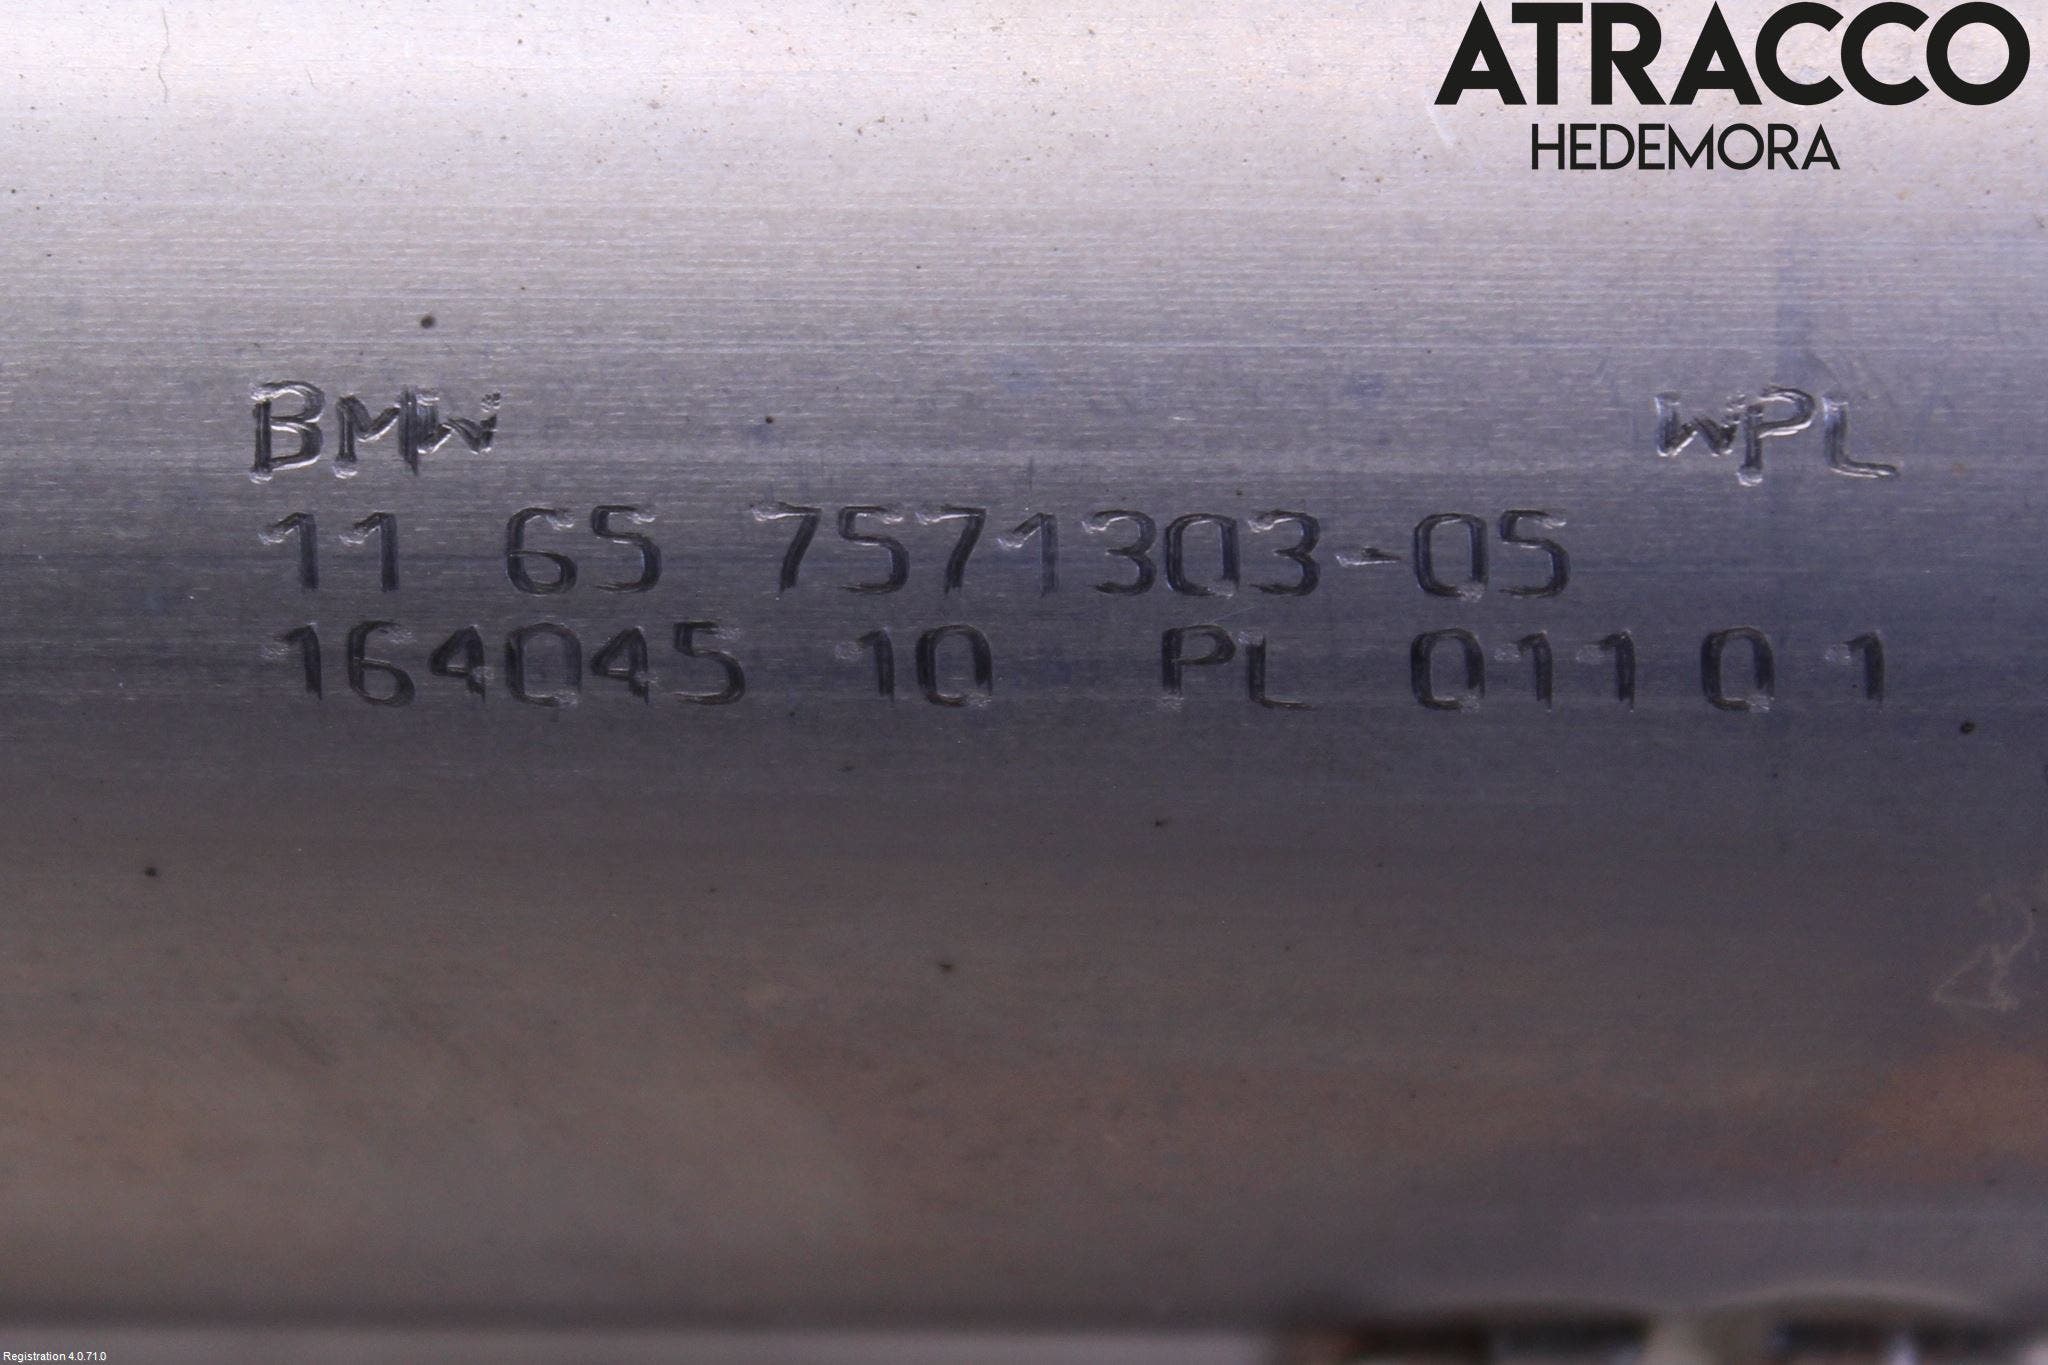 ATRACCO
HEDEMORA
BMW WPL
11 65 7571303-05
164045 10 PL 011 0 1
Registration 4.0.71.0